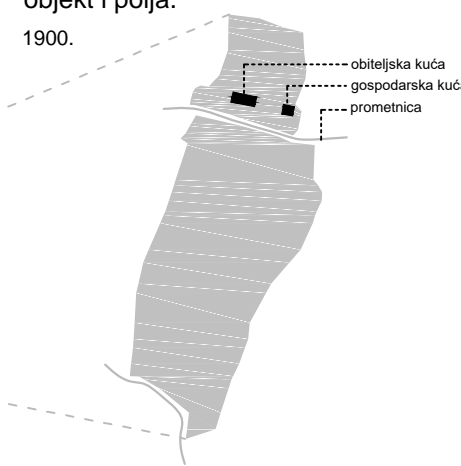 objekt i polja.
1900.
obiteljska kuća
gospodarska kuć
prometnica